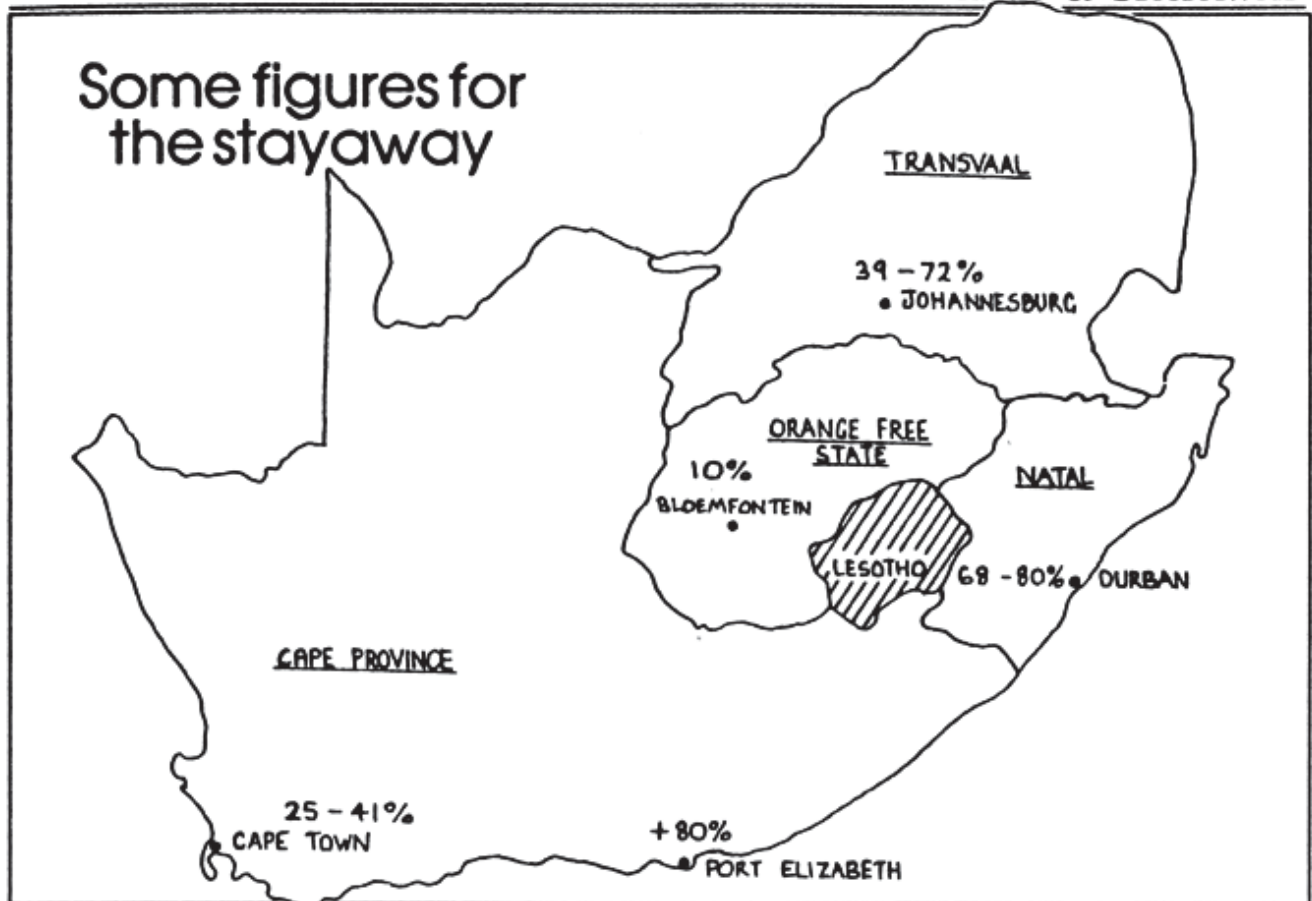 Some figures for
the stayaway
TRANSVAAL
39 – 72%
JOHANNESBURG
ORANGE FREE
STATE
10%
BLOEMFONTEIN
NATAL
LESOTHO
68 – 80%
DURBAN
CAPE PROVINCE
25 – 41%
CAPE TOWN
+80%
PORT ELIZABETH